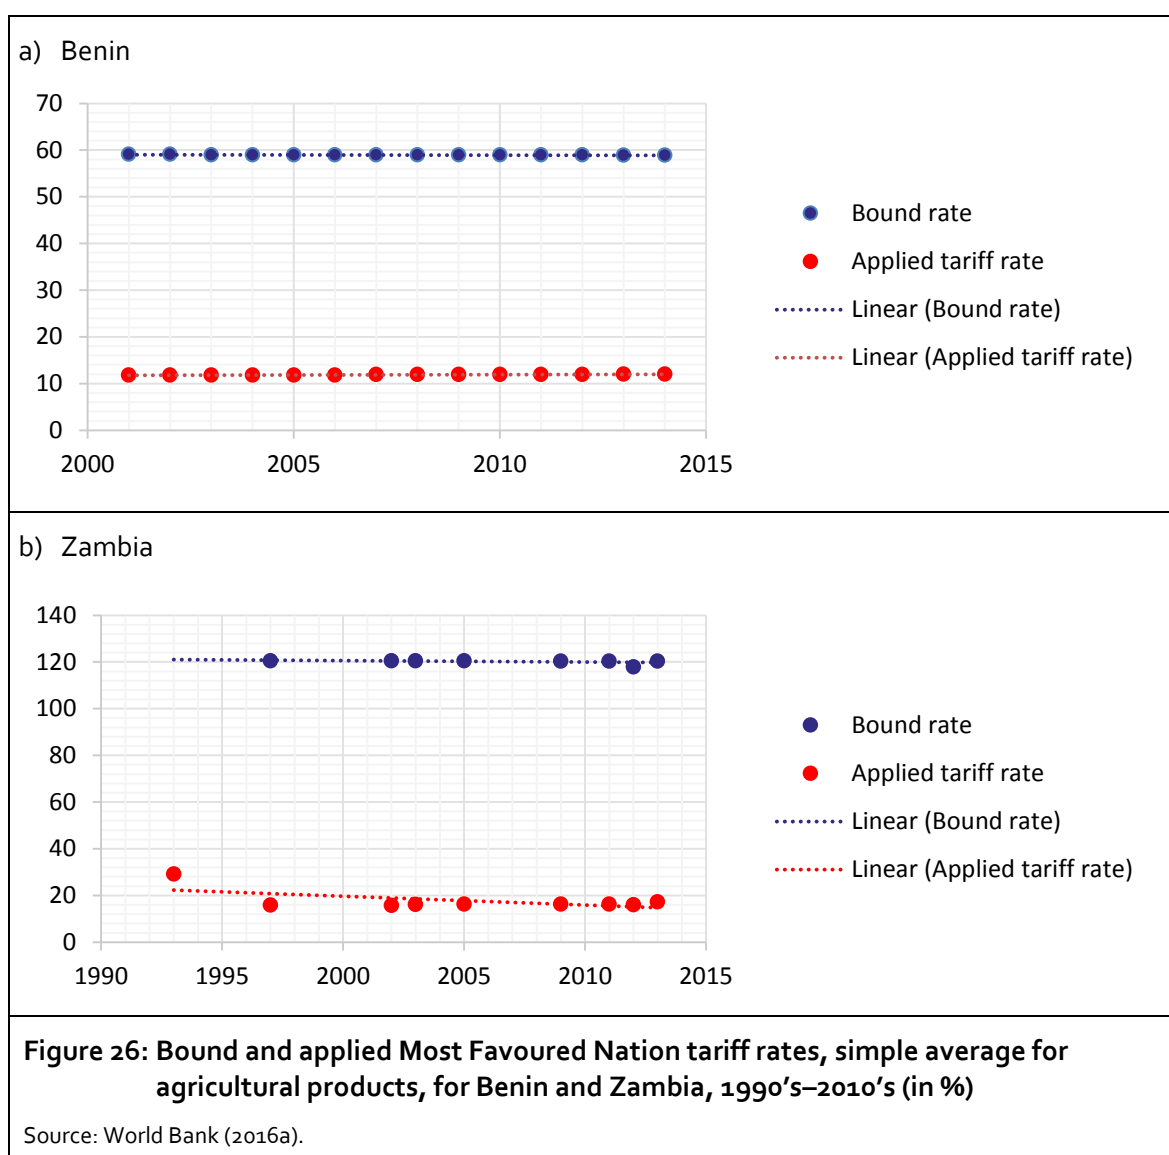 a) Benin
70
60
50
40
30
20
10
0
2000 2005 2010 2015
Bound rate
Applied tariff rate
Linear (Bound rate)
Linear (Applied tariff rate)
b) Zambia
140
120
100
80
60
40
20
0
1990 1995 2000 2005 2010 2015
Bound rate
Applied tariff rate
Linear (Bound rate)
Linear (Applied tariff rate)
Figure 26: Bound and applied Most Favoured Nation tariff rates, simple average for
agricultural products, for Benin and Zambia, 1990’s–2010’s (in %)
Source: World Bank (2016a).